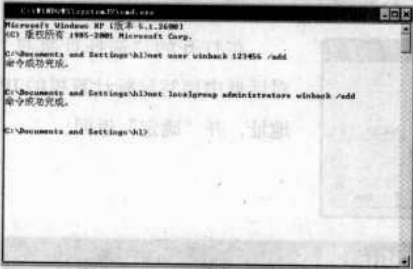 C:\WINDOWS\system32\cmd.exe
Microsoft Windows XP [版本 5.1.2600]
(C) 版权所有 1985-2001 Microsoft Corp.
C:\Documents and Settings\hl>net user winback 123456 /add
命令成功完成。
C:\Documents and Settings\hl>net localgroup administrators winback /add
命令成功完成。
C:\Documents and Settings\hl>